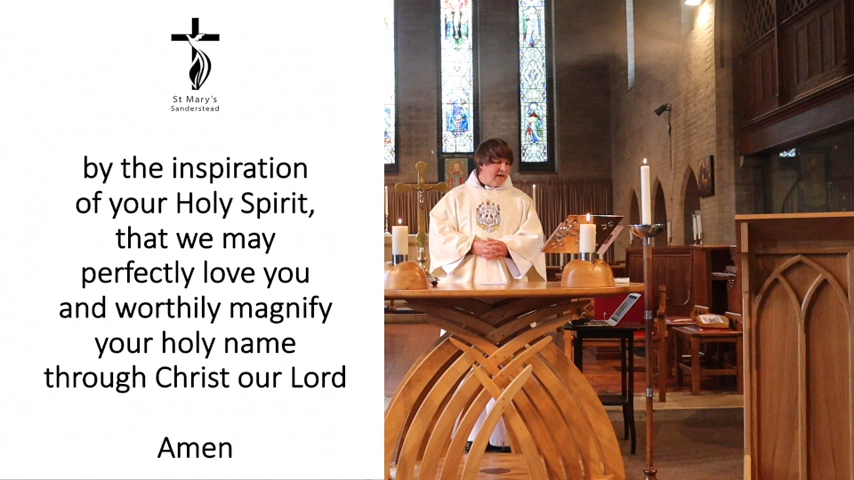 St Mary's
Sanderstead
by the inspiration
of your Holy Spirit,
that we may
perfectly love you
and worthily magnify
your holy name
through Christ our Lord
Amen